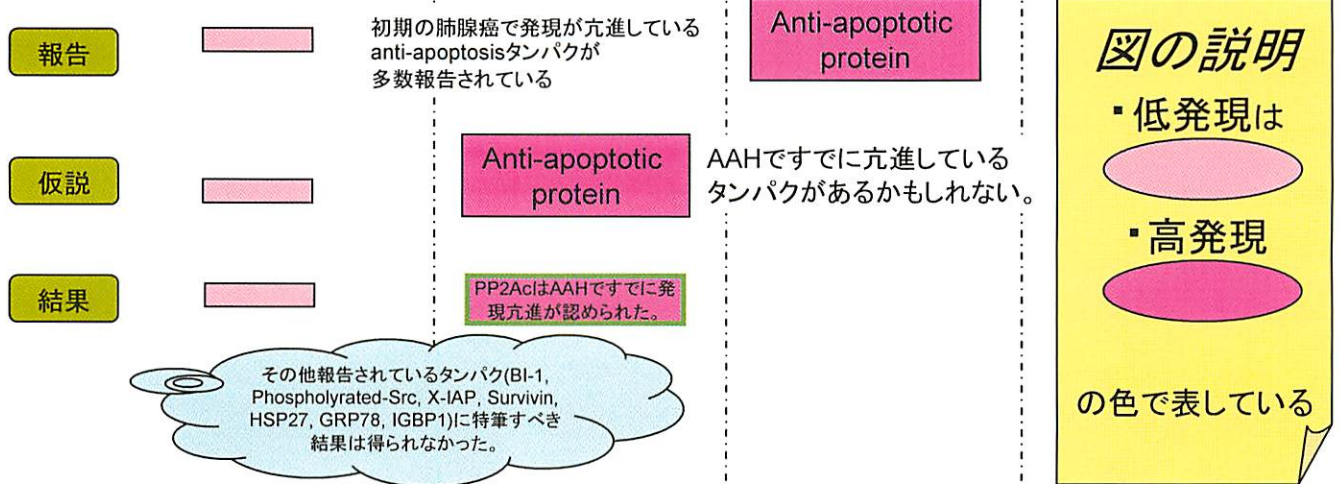 報告
初期の肺腺癌で発現が亢進している
anti-apoptosisタンパクが
多数報告されている
Anti-apoptotic
protein
仮説
Anti-apoptotic
protein
AAHですでに亢進している
タンパクがあるかもしれない。
結果
PP2AcはAAHですでに発
現亢進が認められた。
その他報告されているタンパク(BI-1,
Phospholyrated-Src, X-IAP, Survivin,
HSP27, GRP78, IGBP1)に特筆すべき
結果は得られなかった。
図の説明
▪低発現は
▪高発現
の色で表している